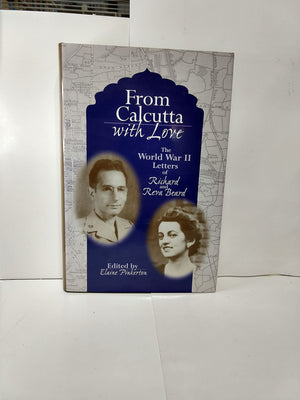 From
Calcutta
with Love
The
World War II
Letters
of
Richard
and
Reva Beard
Edited by
Elaine Pinkerton